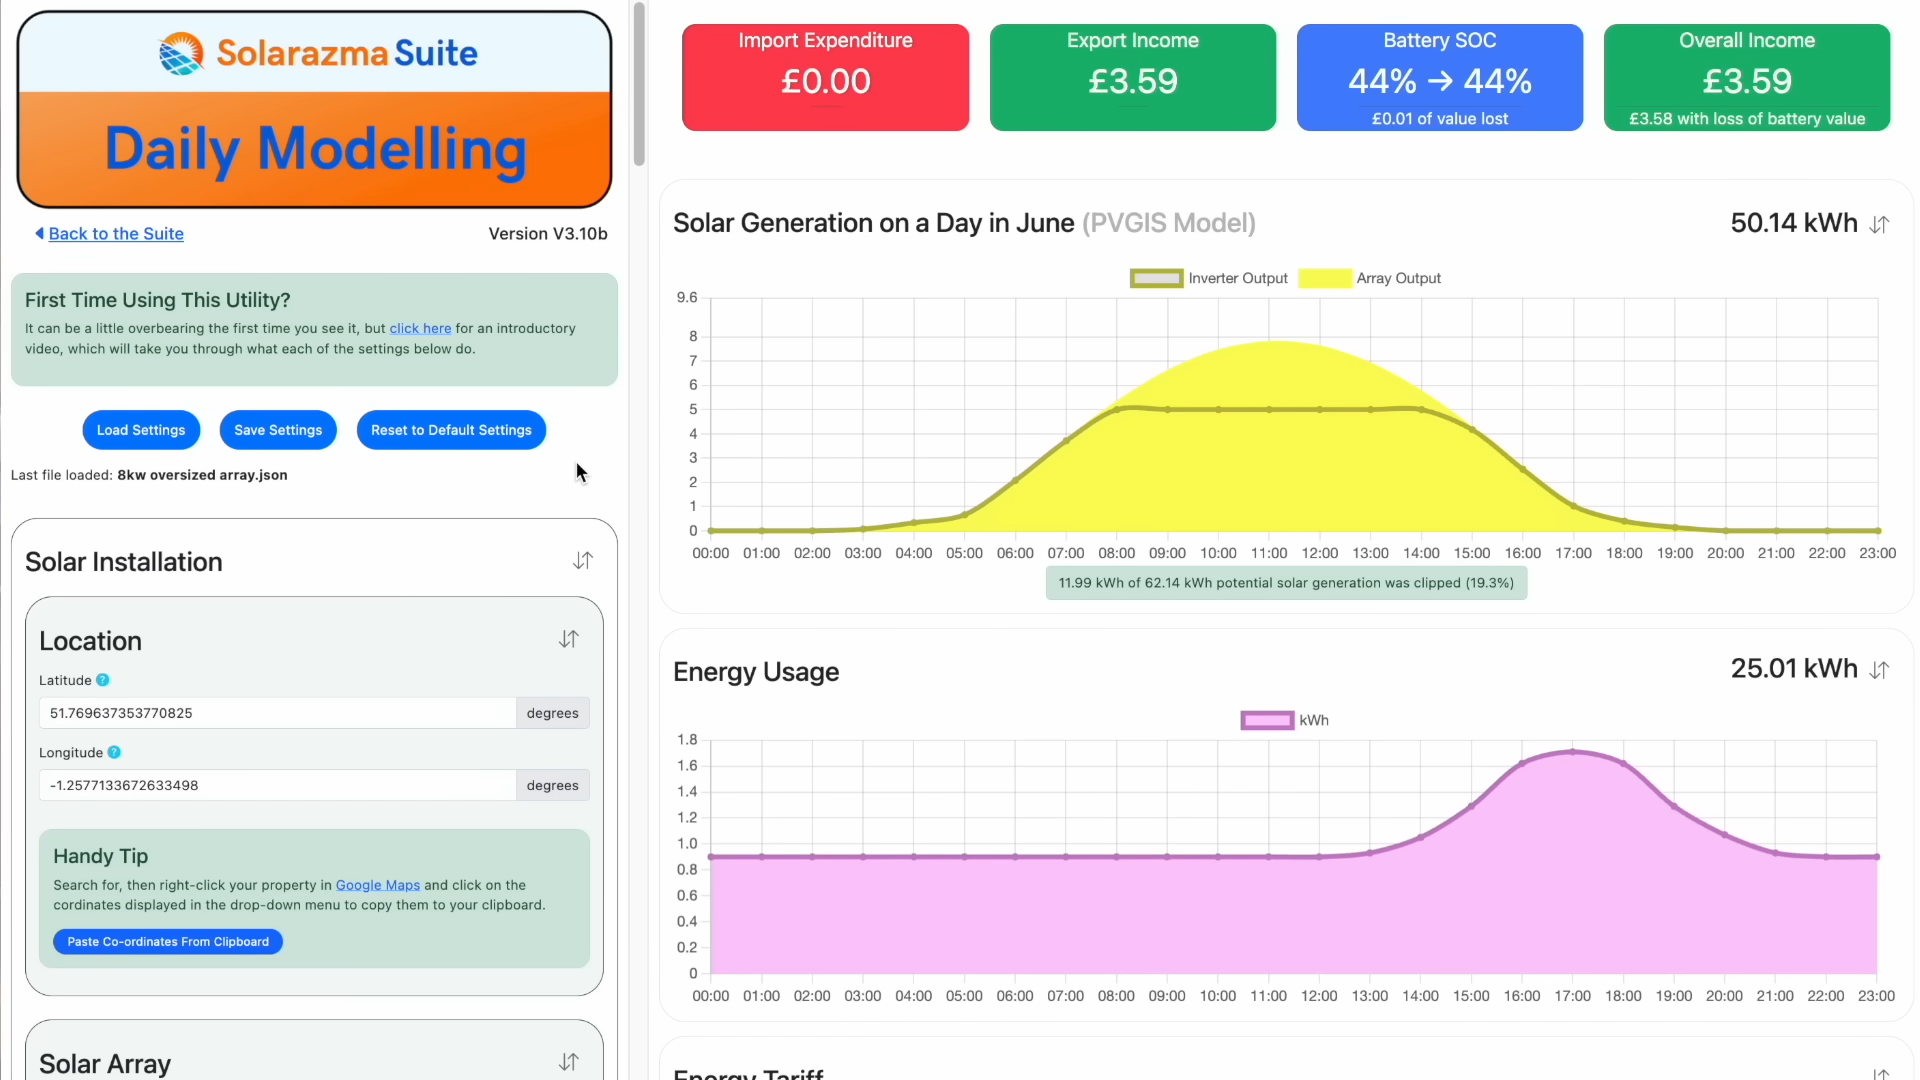 Solarazma Suite
Daily Modelling
Back to the Suite
Version V3.10b
First Time Using This Utility?
It can be a little overbearing the first time you see it, but click here for an introductory
video, which will take you through what each of the settings below do.
Load Settings
Save Settings
Reset to Default Settings
Last file loaded: 8kw oversized array.json
Solar Installation
Location
Latitude ?
51.769637353770825
degrees
Longitude ?
-1.2577133672633498
degrees
Handy Tip
Search for, then right-click your property in Google Maps and click on the
cordinates displayed in the drop-down menu to copy them to your clipboard.
Paste Co-ordinates From Clipboard
Solar Array
Import Expenditure
£0.00
Export Income
£3.59
Battery SOC
44% → 44%
£0.01 of value lost
Overall Income
£3.59
£3.58 with loss of battery value
Solar Generation on a Day in June (PVGIS Model)
50.14 kWh
Inverter Output
Array Output
9.6
8
7
6
5
4
3
2
1
0
00:00 01:00 02:00 03:00 04:00 05:00 06:00 07:00 08:00 09:00 10:00 11:00 12:00 13:00 14:00 15:00 16:00 17:00 18:00 19:00 20:00 21:00 22:00 23:00
11.99 kWh of 62.14 kWh potential solar generation was clipped (19.3%)
Energy Usage
25.01 kWh
kWh
1.8
1.6
1.4
1.2
1.0
0.8
0.6
0.4
0.2
0
00:00 01:00 02:00 03:00 04:00 05:00 06:00 07:00 08:00 09:00 10:00 11:00 12:00 13:00 14:00 15:00 16:00 17:00 18:00 19:00 20:00 21:00 22:00 23:00
Energy Tariff